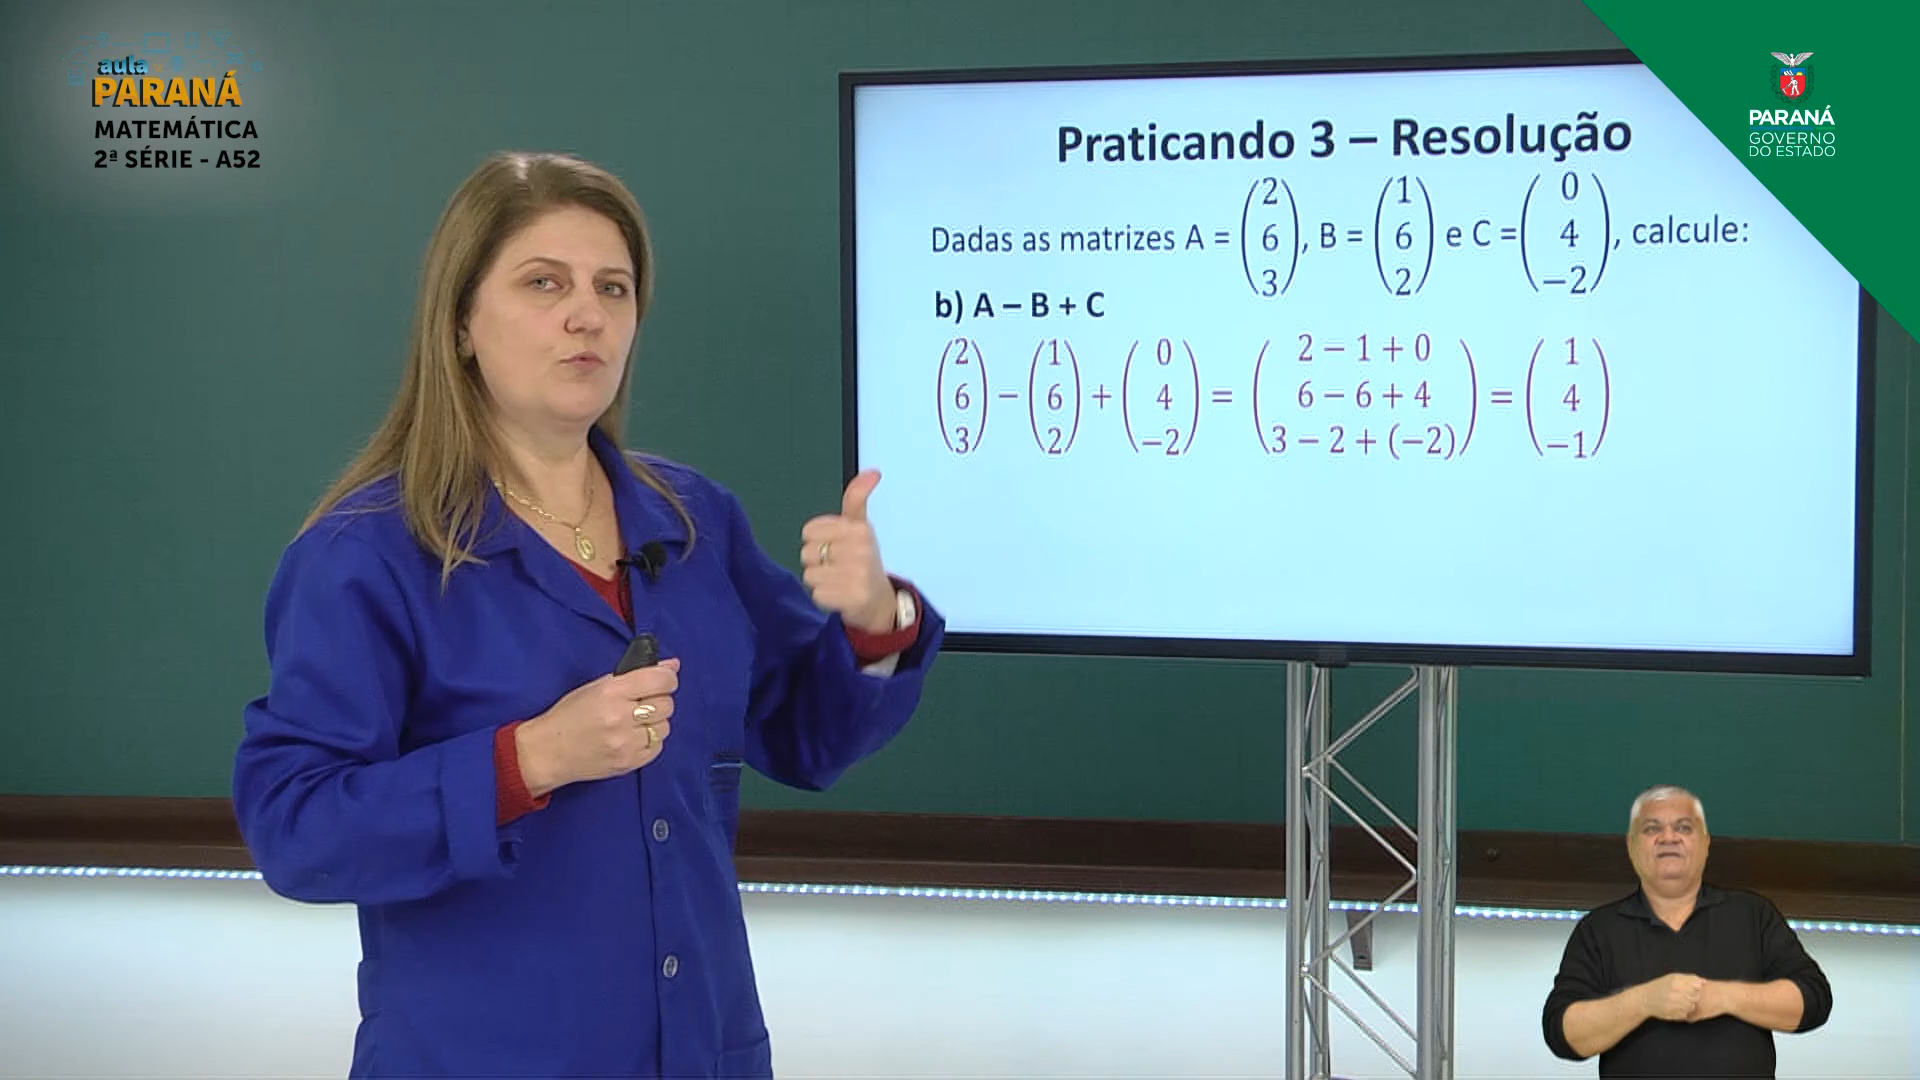 aula
PARANÁ
MATEMÁTICA
2ª SÉRIE - A52
PARANÁ
GOVERNO
DO ESTADO
Praticando 3 – Resolução
Dadas as matrizes A = (2 6 3), B = (1 6 2) e C = (0 4 −2), calcule:
b) A – B + C
(2 6 3) − (1 6 2) + (0 4 −2) = (2 − 1 + 0 6 − 6 + 4 3 − 2 + (−2)) = (1 4 −1)